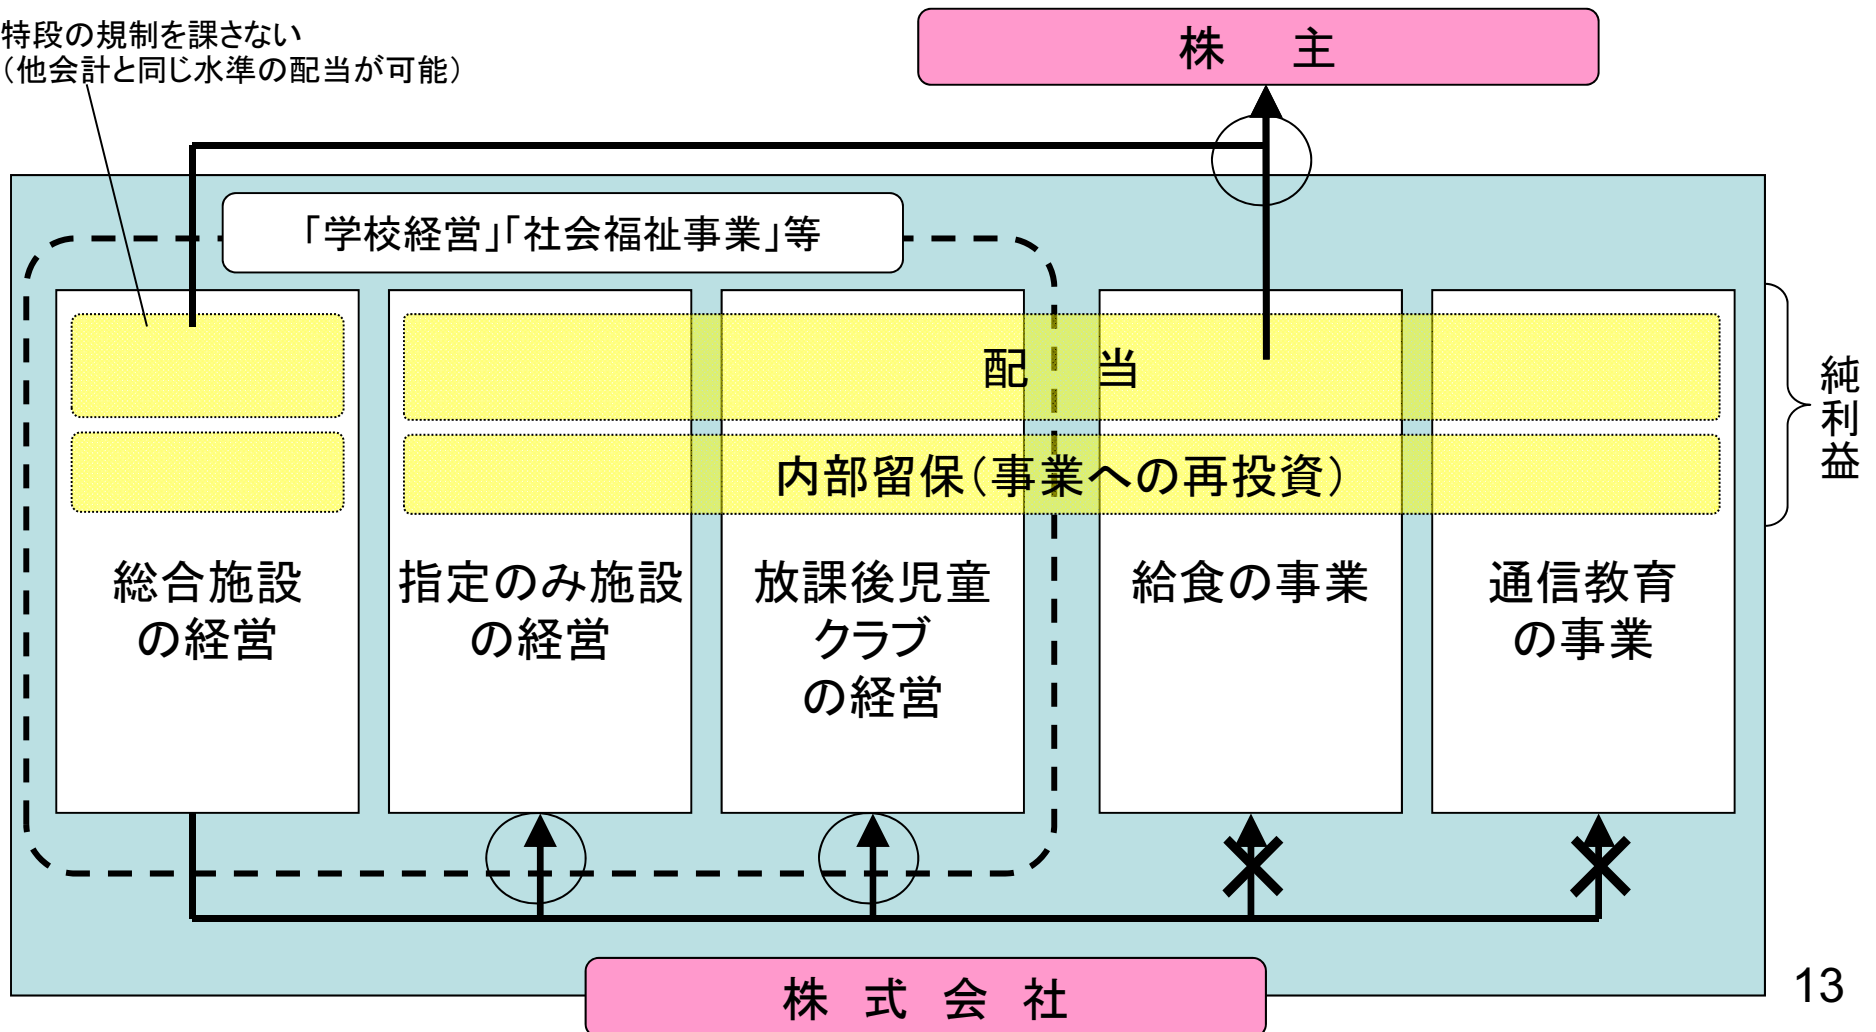 特段の規制を課さない
（他会計と同じ水準の配当が可能）
株　主
「学校経営」「社会福祉事業」等
配　当
内部留保（事業への再投資）
純利益
総合施設
の経営
指定のみ施設
の経営
放課後児童
クラブ
の経営
給食の事業
通信教育
の事業
株 式 会 社
13